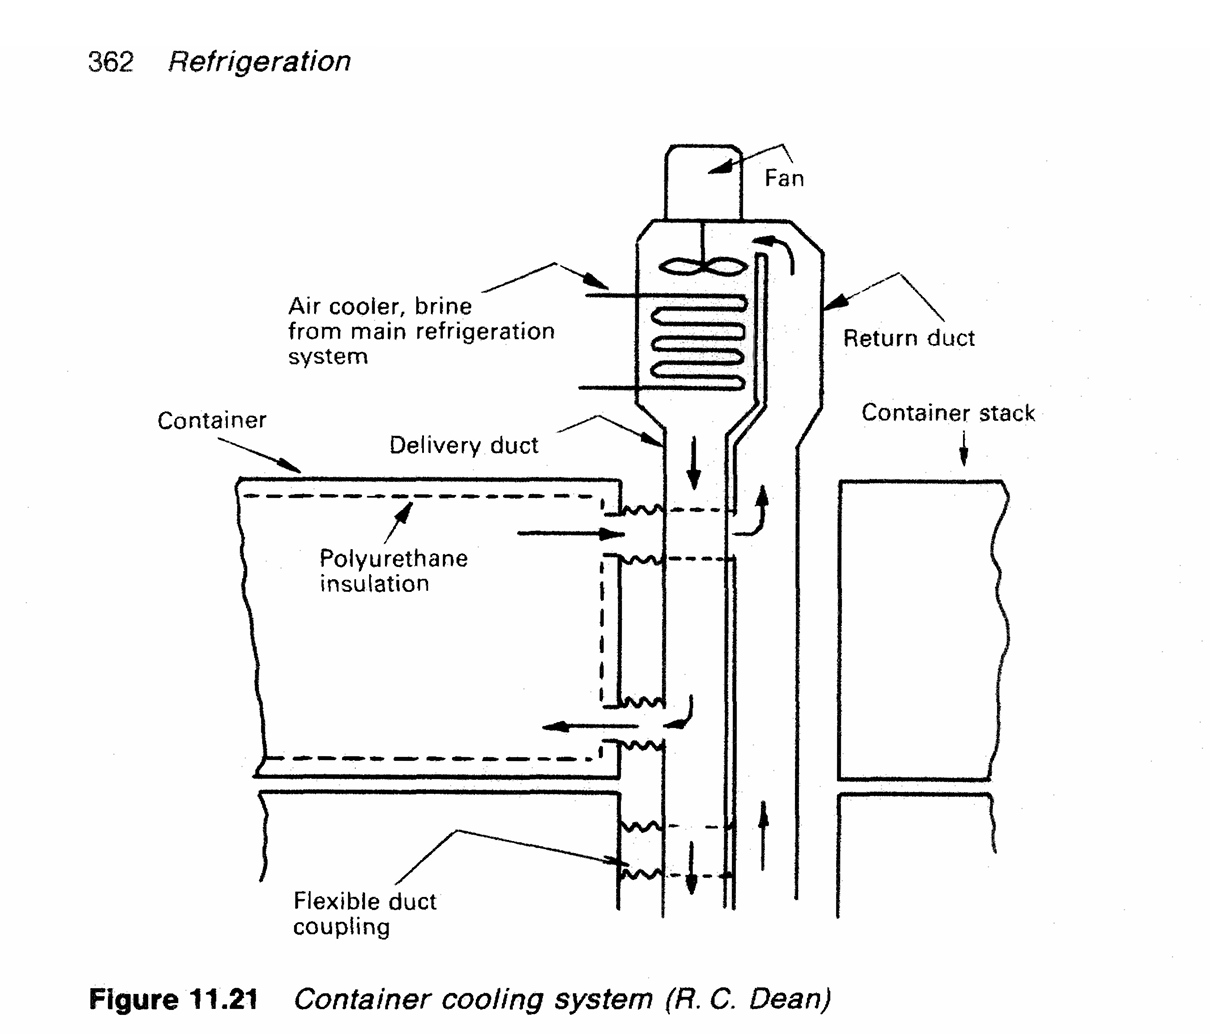 362 Refrigeration
Fan
Air cooler, brine
from main refrigeration
system
Return duct
Container
Delivery duct
Container stack
Polyurethane
insulation
Flexible duct
coupling
Figure 11.21 Container cooling system (R. C. Dean)